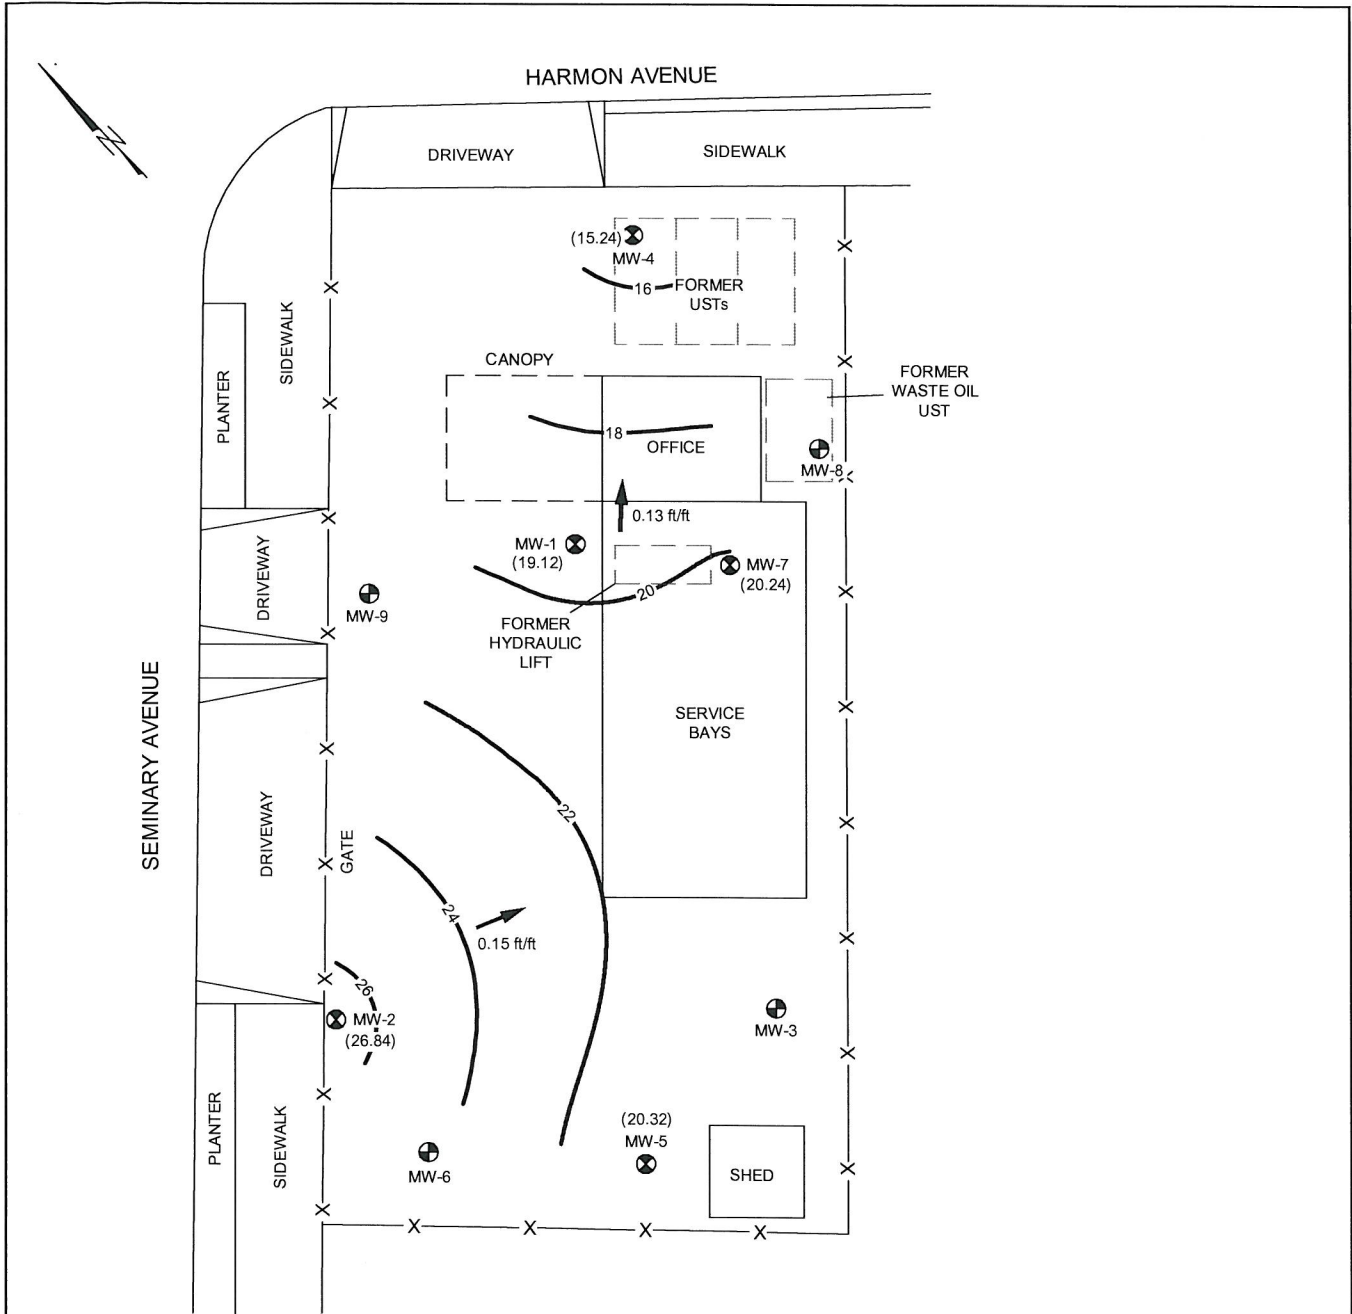 HARMON AVENUE
N
DRIVEWAY
SIDEWALK
(15.24)
MW-4
16
FORMER
USTs
SIDEWALK
PLANTER
CANOPY
FORMER
WASTE OIL
UST
18
OFFICE
MW-8
0.13 ft/ft
MW-1
(19.12)
MW-7
(20.24)
DRIVEWAY
MW-9
20
FORMER
HYDRAULIC
LIFT
SEMINARY AVENUE
SERVICE
BAYS
22
DRIVEWAY
GATE
24
0.15 ft/ft
26
MW-2
(26.84)
MW-3
PLANTER
SIDEWALK
(20.32)
MW-5
MW-6
SHED